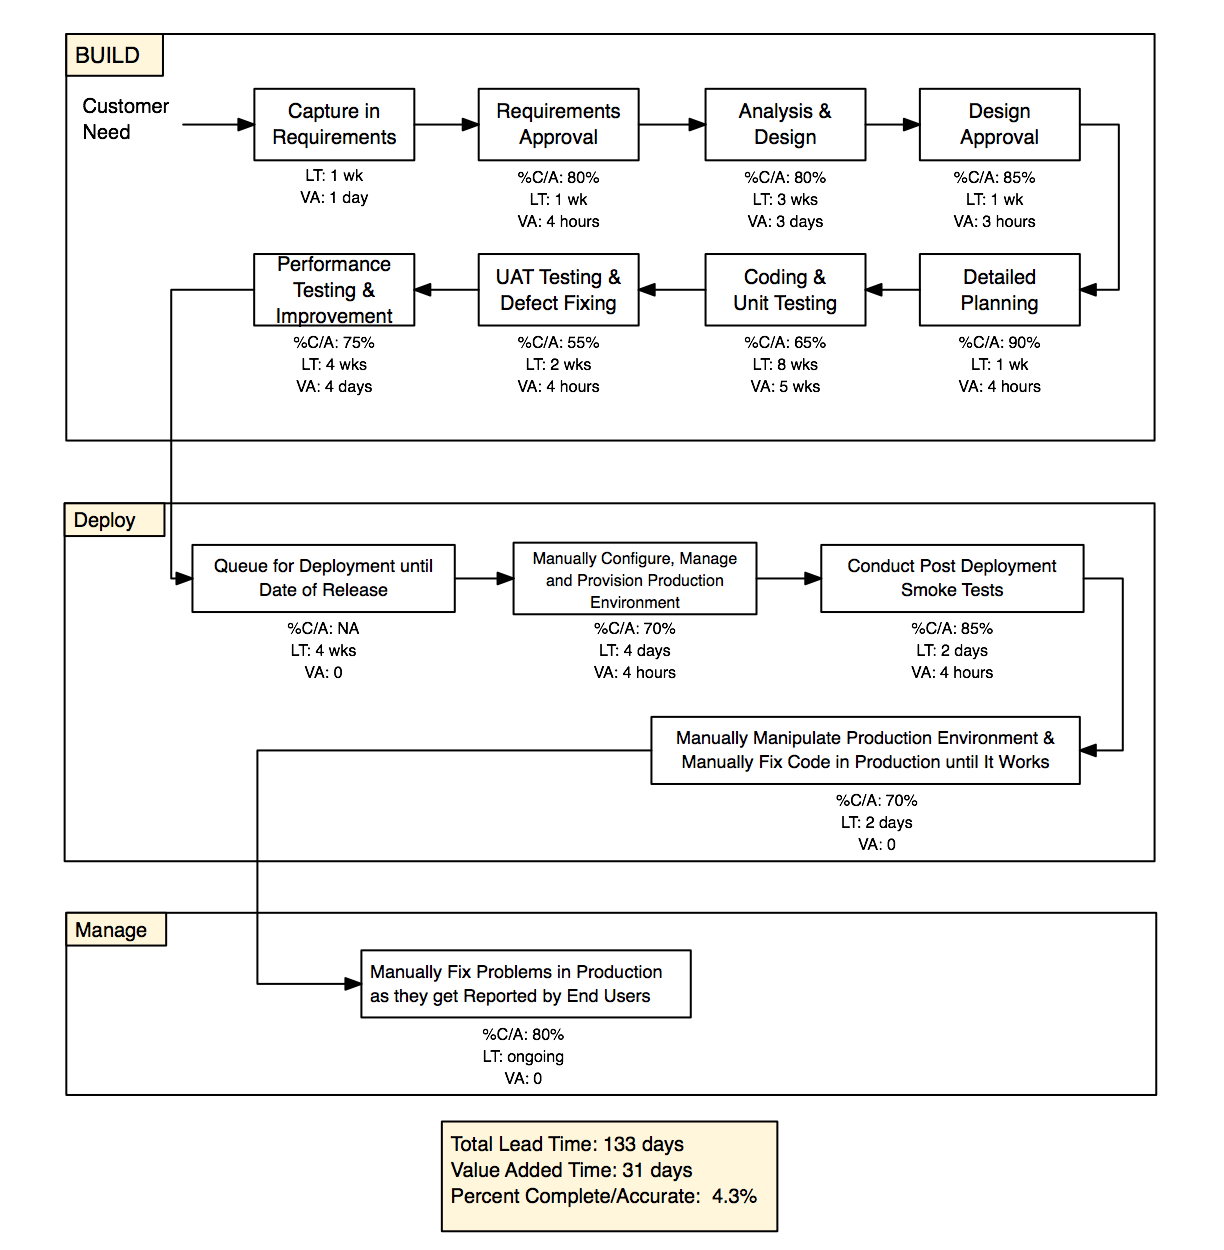 BUILD
Customer
Need
Capture in
Requirements
LT: 1 wk
VA: 1 day
Requirements
Approval
%C/A: 80%
LT: 1 wk
VA: 4 hours
Analysis &
Design
%C/A: 80%
LT: 3 wks
VA: 3 days
Design
Approval
%C/A: 85%
LT: 1 wk
VA: 3 hours
Detailed
Planning
%C/A: 90%
LT: 1 wk
VA: 4 hours
Coding &
Unit Testing
%C/A: 65%
LT: 8 wks
VA: 5 wks
UAT Testing &
Defect Fixing
%C/A: 55%
LT: 2 wks
VA: 4 hours
Performance
Testing &
Improvement
%C/A: 75%
LT: 4 wks
VA: 4 days
Deploy
Queue for Deployment until
Date of Release
%C/A: NA
LT: 4 wks
VA: 0
Manually Configure, Manage
and Provision Production
Environment
%C/A: 70%
LT: 4 days
VA: 4 hours
Conduct Post Deployment
Smoke Tests
%C/A: 85%
LT: 2 days
VA: 4 hours
Manually Manipulate Production Environment &
Manually Fix Code in Production until It Works
%C/A: 70%
LT: 2 days
VA: 0
Manage
Manually Fix Problems in Production
as they get Reported by End Users
%C/A: 80%
LT: ongoing
VA: 0
Total Lead Time: 133 days
Value Added Time: 31 days
Percent Complete/Accurate: 4.3%